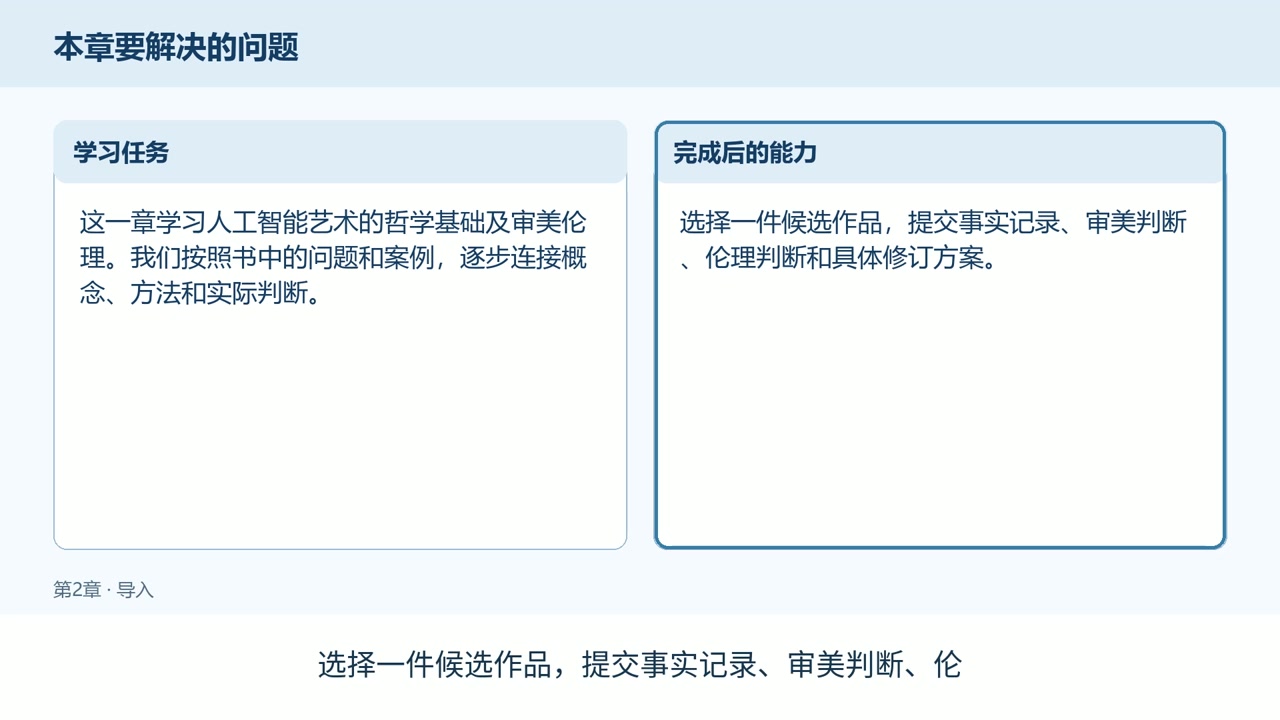 本章要解决的问题
学习任务
这一章学习人工智能艺术的哲学基础及审美伦
理。我们按照书中的问题和案例，逐步连接概
念、方法和实际判断。
完成后的能力
选择一件候选作品，提交事实记录、审美判断
、伦理判断和具体修订方案。
第2章 · 导入
选择一件候选作品，提交事实记录、审美判断、伦